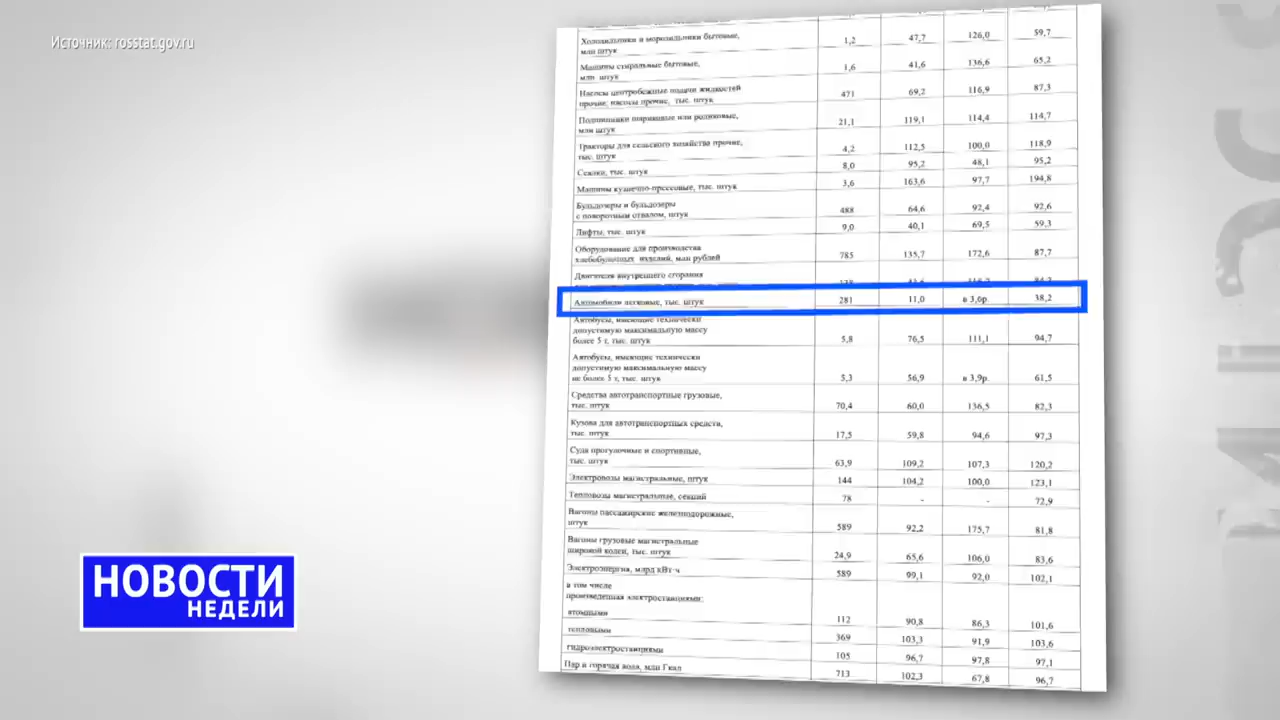 Источник rosstat.gov
Холодильники и морозильники бытовые,
млн штук 1,2 47,7 126,0 59,7
Машины стиральные бытовые,
млн штук 1,6 41,6 136,6 65,2
Насосы центробежные подачи жидкостей
прочие; насосы прочие, тыс. штук 471 69,2 116,9 87,3
Подшипники шариковые или роликовые,
млн штук 21,1 119,1 114,4 114,7
Тракторы для сельского хозяйства прочие,
тыс. штук 4,2 112,5 100,0 118,9
Сеялки, тыс. штук 8,0 95,2 48,1 95,2
Машины кузнечно-прессовые, тыс. штук 3,6 163,6 97,7 194,8
Бульдозеры и бульдозеры
с поворотным отвалом, штук 488 64,6 92,4 92,6
Лифты, тыс. штук 9,0 40,1 69,5 59,3
Оборудование для производства
хлебобулочных изделий, млн рублей 785 135,7 172,6 87,7
Двигатели внутреннего сгорания
Автомобили легковые, тыс. штук 281 11,0 в 3,6р. 38,2
Автобусы, имеющие технически
допустимую максимальную массу
более 5 т, тыс. штук 5,8 76,5 111,1 94,7
Автобусы, имеющие технически
допустимую максимальную массу
не более 5 т, тыс. штук 5,3 56,9 в 3,9р. 61,5
Средства автотранспортные грузовые,
тыс. штук 70,4 60,0 136,5 82,3
Кузова для автотранспортных средств,
тыс. штук 17,5 59,8 94,6 97,3
Суда прогулочные и спортивные,
тыс. штук 63,9 109,2 107,3 120,2
Электровозы магистральные, штук 144 104,2 100,0 123,1
Тепловозы магистральные, секций 78 - - 72,9
Вагоны пассажирские железнодорожные,
штук 589 92,2 175,7 81,8
Вагоны грузовые магистральные
широкой колеи, тыс. штук 24,9 65,6 106,0 83,6
Электроэнергия, млрд кВт·ч 589 99,1 92,0 102,1
в том числе
произведенная электростанциями:
атомными 112 90,8 86,3 101,6
тепловыми 369 103,3 91,9 103,6
гидроэлектростанциями 105 96,7 97,8 97,1
Пар и горячая вода, млн Гкал 713 102,3 67,8 96,7
НОВОСТИ
НЕДЕЛИ